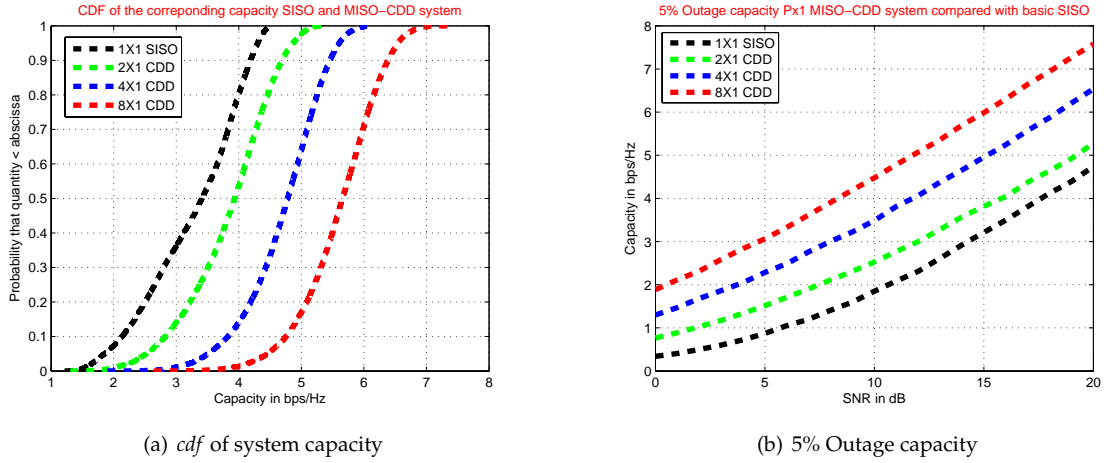 CDF of the correponding capacity SISO and MISO−CDD system
1
0.9
0.8
0.7
0.6
0.5
0.4
0.3
0.2
0.1
0
Probability that quantity < abscissa
1X1 SISO
2X1 CDD
4X1 CDD
8X1 CDD
1 2 3 4 5 6 7 8
Capacity in bps/Hz
(a) cdf of system capacity
5% Outage capacity Px1 MISO−CDD system compared with basic SISO
8
7
6
5
4
3
2
1
0
Capacity in bps/Hz
1X1 SISO
2X1 CDD
4X1 CDD
8X1 CDD
0 5 10 15 20
SNR in dB
(b) 5% Outage capacity